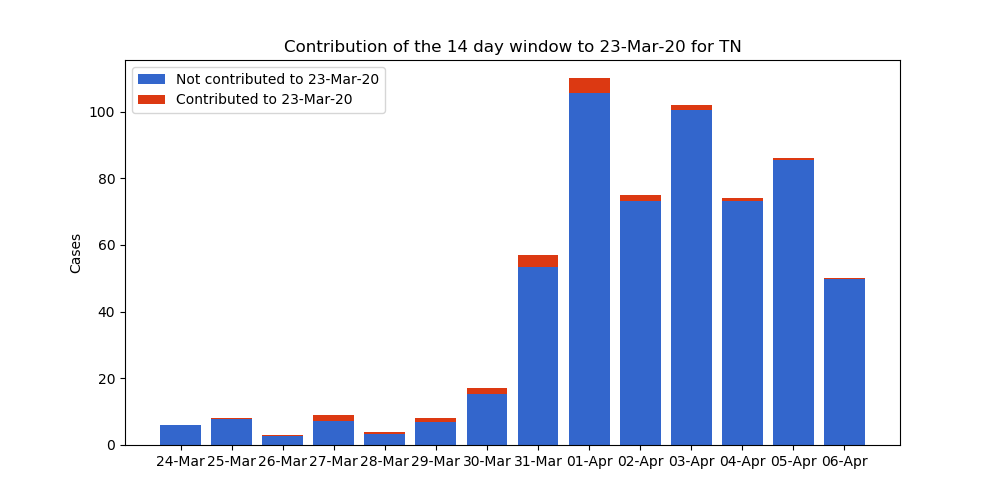 Contribution of the 14 day window to 23-Mar-20 for TN
Not contributed to 23-Mar-20
Contributed to 23-Mar-20
Cases
100
80
60
40
20
0
24-Mar 25-Mar 26-Mar 27-Mar 28-Mar 29-Mar 30-Mar 31-Mar 01-Apr 02-Apr 03-Apr 04-Apr 05-Apr 06-Apr